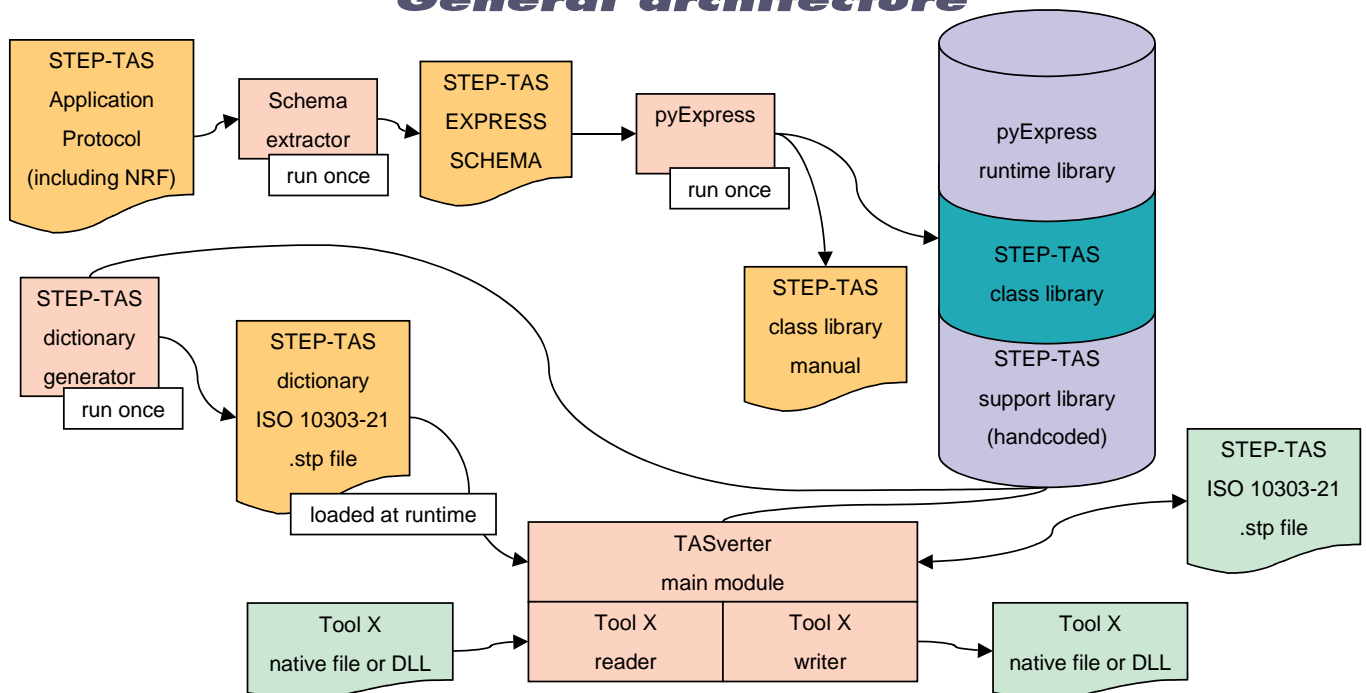 General architecture
STEP-TAS
Application
Protocol
(including NRF)
Schema
extractor
run once
STEP-TAS
EXPRESS
SCHEMA
pyExpress
run once
pyExpress
runtime library
STEP-TAS
class library
STEP-TAS
support library
(handcoded)
STEP-TAS
class library
manual
STEP-TAS
dictionary
generator
run once
STEP-TAS
dictionary
ISO 10303-21
.stp file
loaded at runtime
STEP-TAS
ISO 10303-21
.stp file
TASverter
main module
Tool X
reader
Tool X
writer
Tool X
native file or DLL
Tool X
native file or DLL